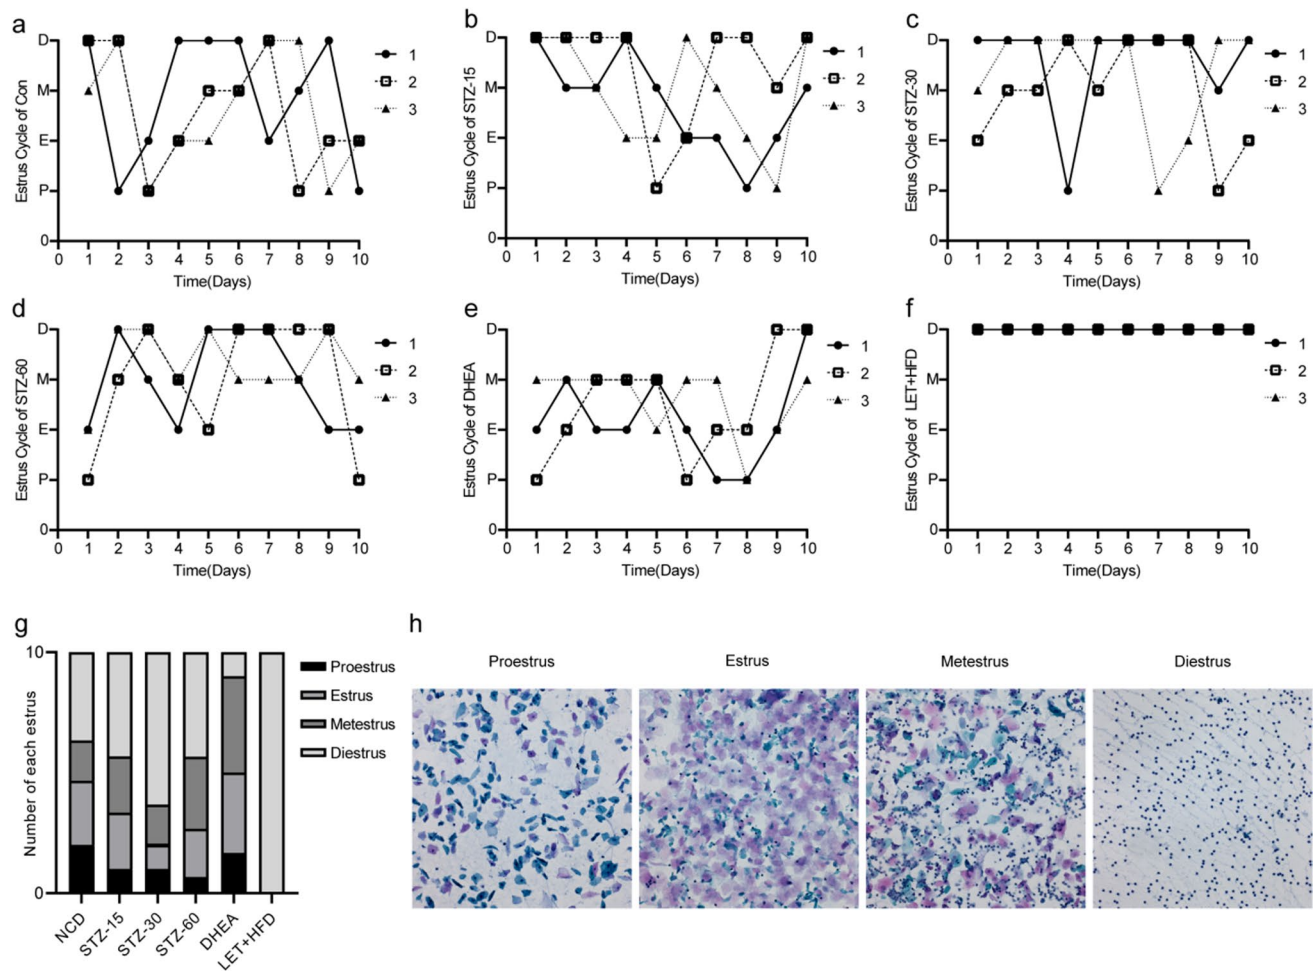 a
Estrus Cycle of Con
D
M
E
P
0
0 1 2 3 4 5 6 7 8 9 10
Time(Days)
1
2
3
b
Estrus Cycle of STZ-15
D
M
E
P
0
0 1 2 3 4 5 6 7 8 9 10
Time(Days)
1
2
3
c
Estrus Cycle of STZ-30
D
M
E
P
0
0 1 2 3 4 5 6 7 8 9 10
Time(Days)
1
2
3
d
Estrus Cycle of STZ-60
D
M
E
P
0
0 1 2 3 4 5 6 7 8 9 10
Time(Days)
1
2
3
e
Estrus Cycle of DHEA
D
M
E
P
0
0 1 2 3 4 5 6 7 8 9 10
Time(Days)
1
2
3
f
Estrus Cycle of LET+HFD
D
M
E
P
0
0 1 2 3 4 5 6 7 8 9 10
Time(Days)
1
2
3
g
Number of each estrus
10
0
NCD
STZ-15
STZ-30
STZ-60
DHEA
LET+HFD
Proestrus
Estrus
Metestrus
Diestrus
h
Proestrus
Estrus
Metestrus
Diestrus